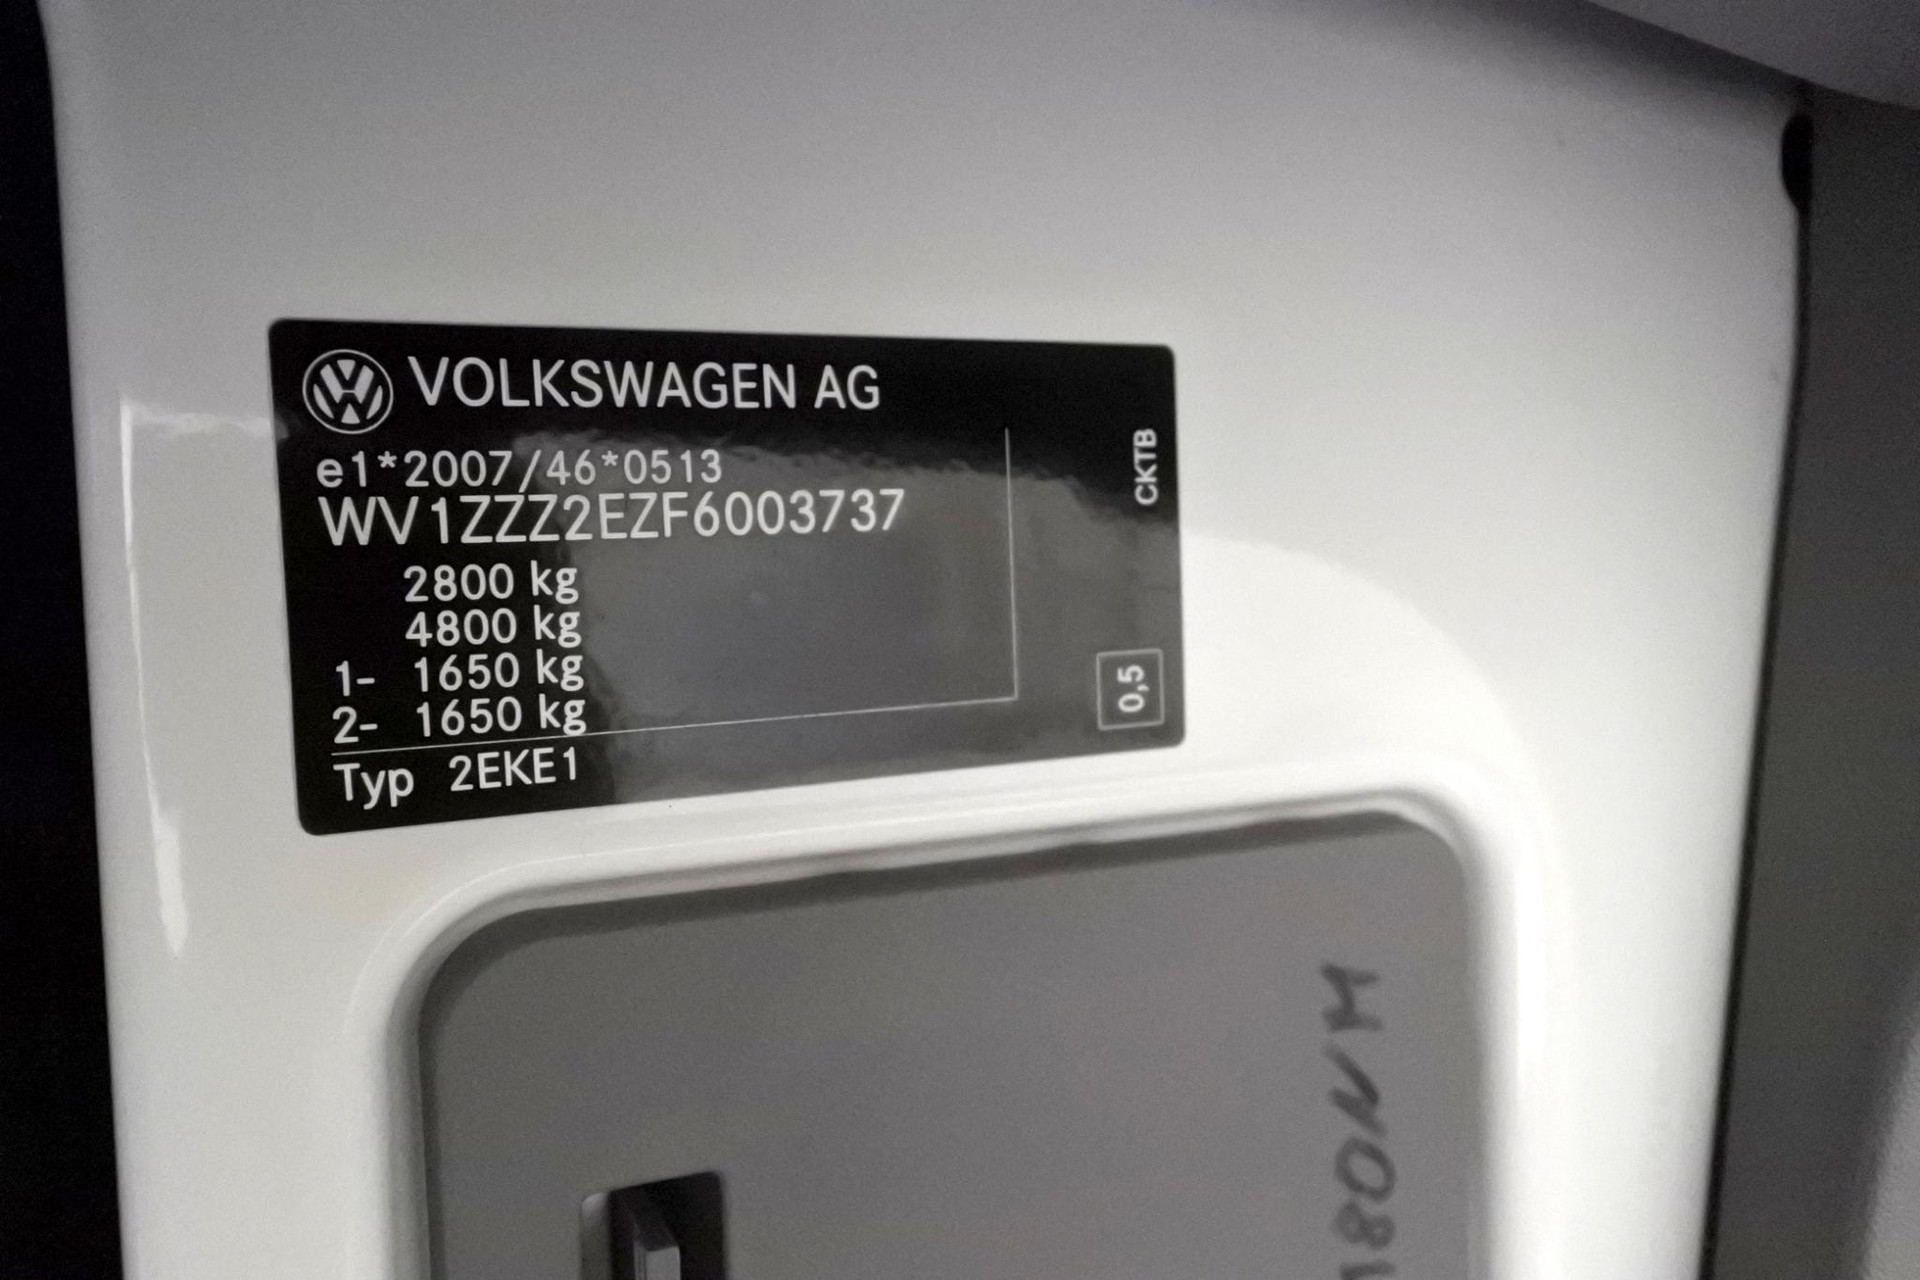 VOLKSWAGEN AG
e1*2007/46*0513
WV1ZZZ2EZF6003737
2800 kg
4800 kg
1- 1650 kg
2- 1650 kg
Typ 2EKE1
CKTB
0,5
180NM